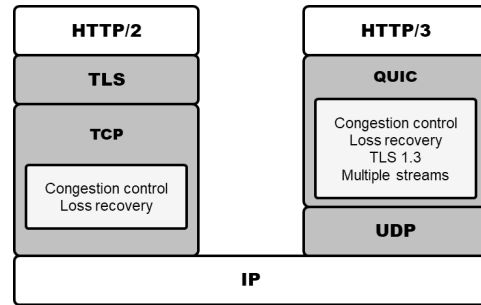 HTTP/2
TLS
TCP
Congestion control
Loss recovery
HTTP/3
QUIC
Congestion control
Loss recovery
TLS 1.3
Multiple streams
UDP
IP